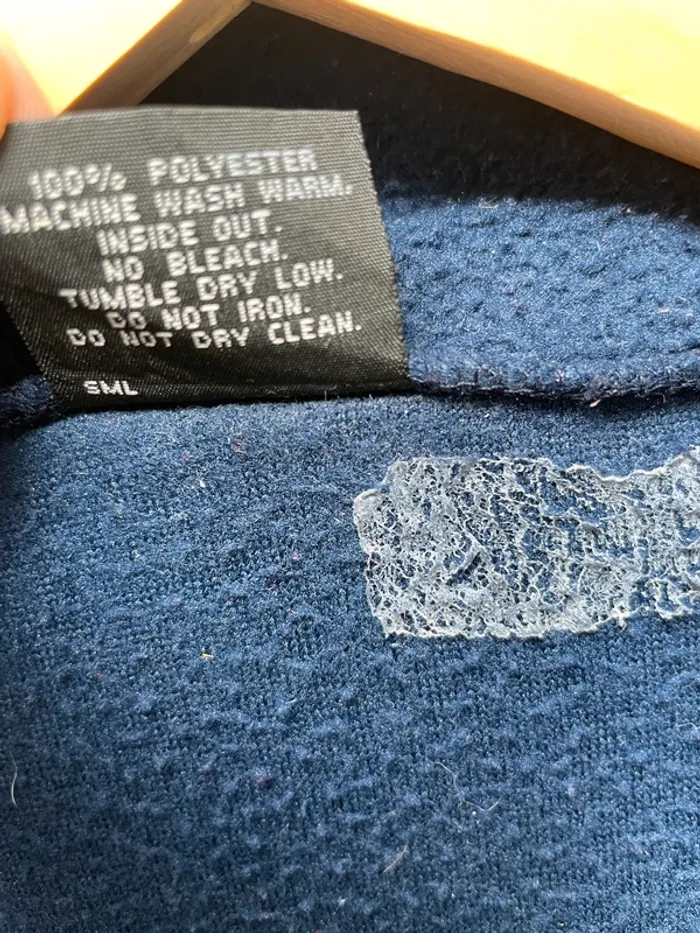 100% POLYESTER
MACHINE WASH WARM.
INSIDE OUT.
NO BLEACH.
TUMBLE DRY LOW.
DO NOT IRON.
DO NOT DRY CLEAN.
SML